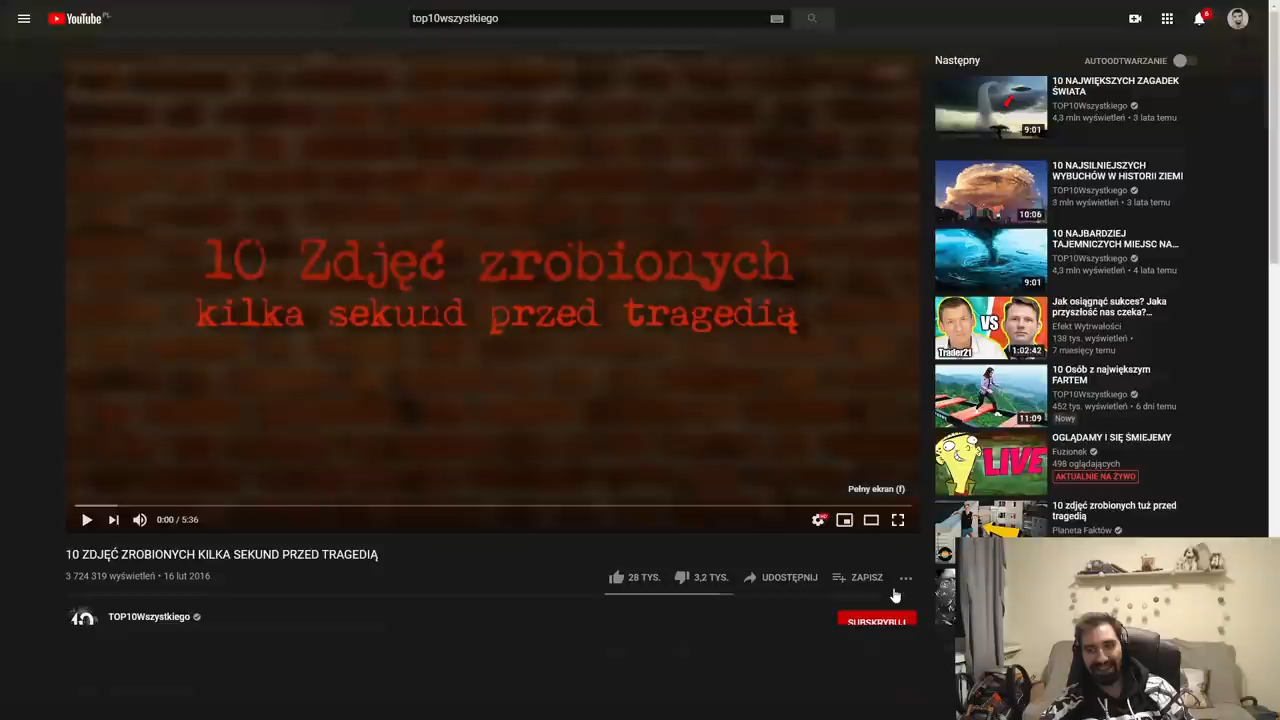 YouTube PL
top10wszystkiego
6
10 Zdjęć zrobionych
kilka sekund przed tragedią
Pełny ekran (f)
0:00 / 5:36
10 ZDJĘĆ ZROBIONYCH KILKA SEKUND PRZED TRAGEDIĄ
3 724 319 wyświetleń • 16 lut 2016
28 TYS.
3,2 TYS.
UDOSTĘPNIJ
ZAPISZ
TOP10Wszystkiego
SUBSKRYBUJ
Następny
AUTOODTWARZANIE
9:01
10 NAJWIĘKSZYCH ZAGADEK
ŚWIATA
TOP10Wszystkiego
4,3 mln wyświetleń • 3 lata temu
10:06
10 NAJSILNIEJSZYCH
WYBUCHÓW W HISTORII ZIEMI
TOP10Wszystkiego
3 mln wyświetleń • 3 lata temu
9:01
10 NAJBARDZIEJ
TAJEMNICZYCH MIEJSC NA...
TOP10Wszystkiego
4,3 mln wyświetleń • 4 lata temu
VS
Trader21
1:02:42
Jak osiągnąć sukces? Jaka
przyszłość nas czeka?...
Efekt Wytrwałości
138 tys. wyświetleń •
7 miesięcy temu
11:09
10 Osób z największym
FARTEM
TOP10Wszystkiego
452 tys. wyświetleń • 6 dni temu
Nowy
LIVE
OGLĄDAMY I SIĘ ŚMIEJEMY
Fuzionek
498 oglądających
AKTUALNIE NA ŻYWO
10 zdjęć zrobionych tuż przed
tragedią
Planeta Faktów